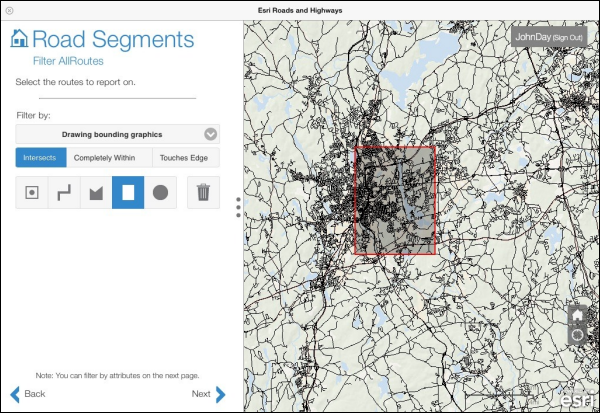 Esri Roads and Highways
Road Segments
Filter AllRoutes
Select the routes to report on.
Filter by:
Drawing bounding graphics
Intersects
Completely Within
Touches Edge
Note: You can filter by attributes on the next page.
Back
Next
JohnDay (Sign Out)
esri